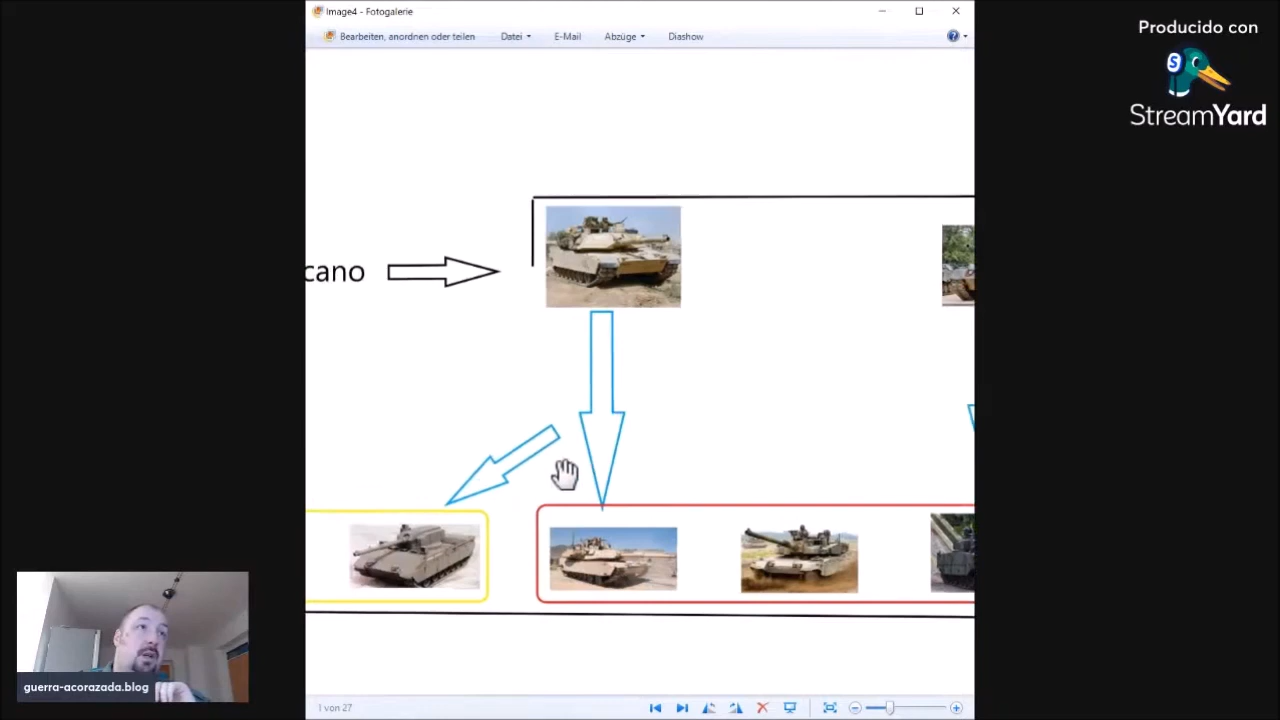 Image4 - Fotogalerie
Bearbeiten, anordnen oder teilen
Datei
E-Mail
Abzüge
Diashow
Producido con
S
StreamYard
cano
guerra-acorazada.blog
1 von 27